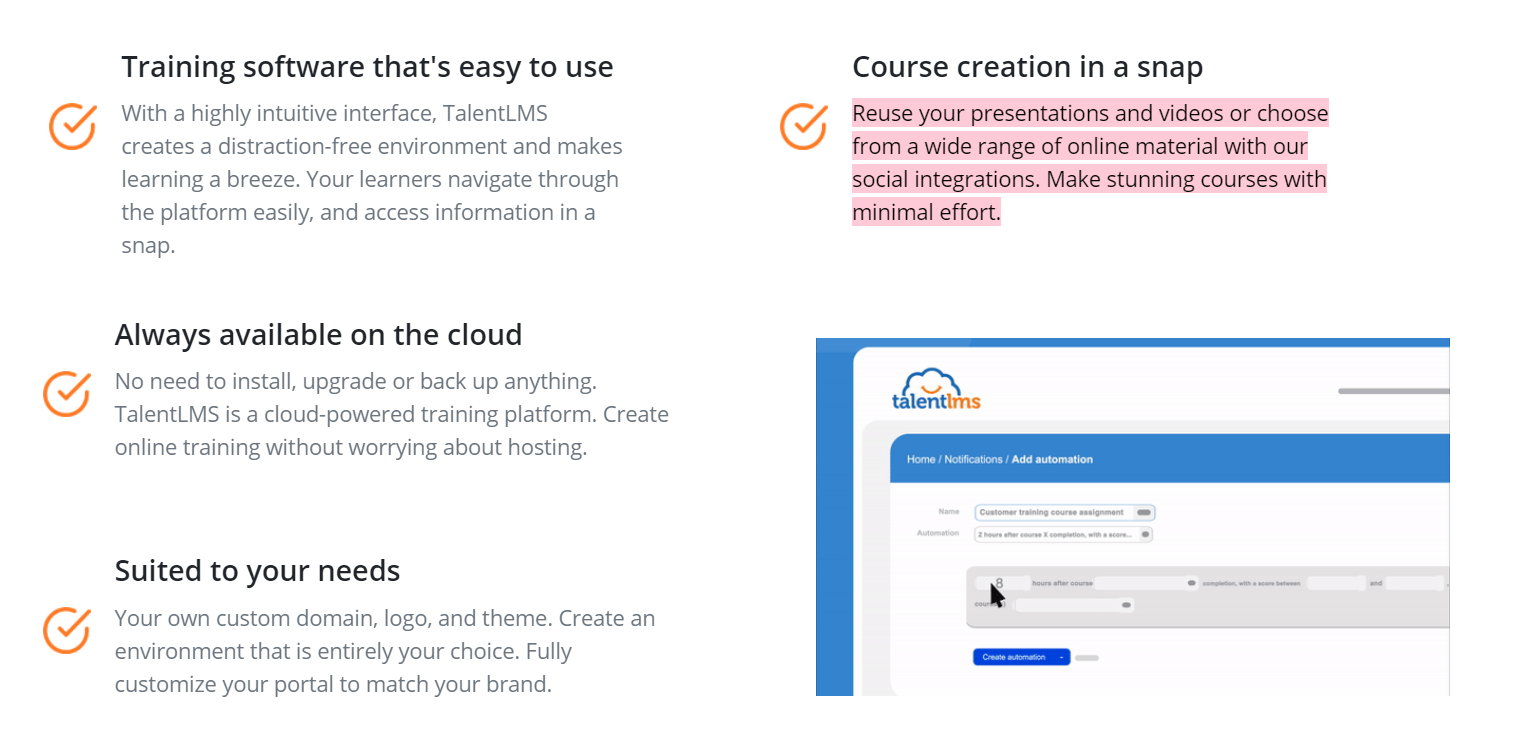 Training software that's easy to use
With a highly intuitive interface, TalentLMS
creates a distraction-free environment and makes
learning a breeze. Your learners navigate through
the platform easily, and access information in a
snap.
Course creation in a snap
Reuse your presentations and videos or choose
from a wide range of online material with our
social integrations. Make stunning courses with
minimal effort.
Always available on the cloud
No need to install, upgrade or back up anything.
TalentLMS is a cloud-powered training platform. Create
online training without worrying about hosting.
Suited to your needs
Your own custom domain, logo, and theme. Create an
environment that is entirely your choice. Fully
customize your portal to match your brand.
talentlms
Home / Notifications / Add automation
Name Customer training course assignment
Automation Z hours after course X completion, with a score...
8 hours after course completion, with a score between and
Create automation